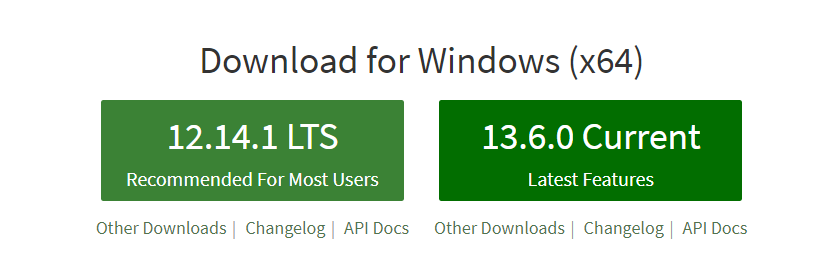 Download for Windows (x64)
12.14.1 LTS
Recommended For Most Users
13.6.0 Current
Latest Features
Other Downloads | Changelog | API Docs
Other Downloads | Changelog | API Docs